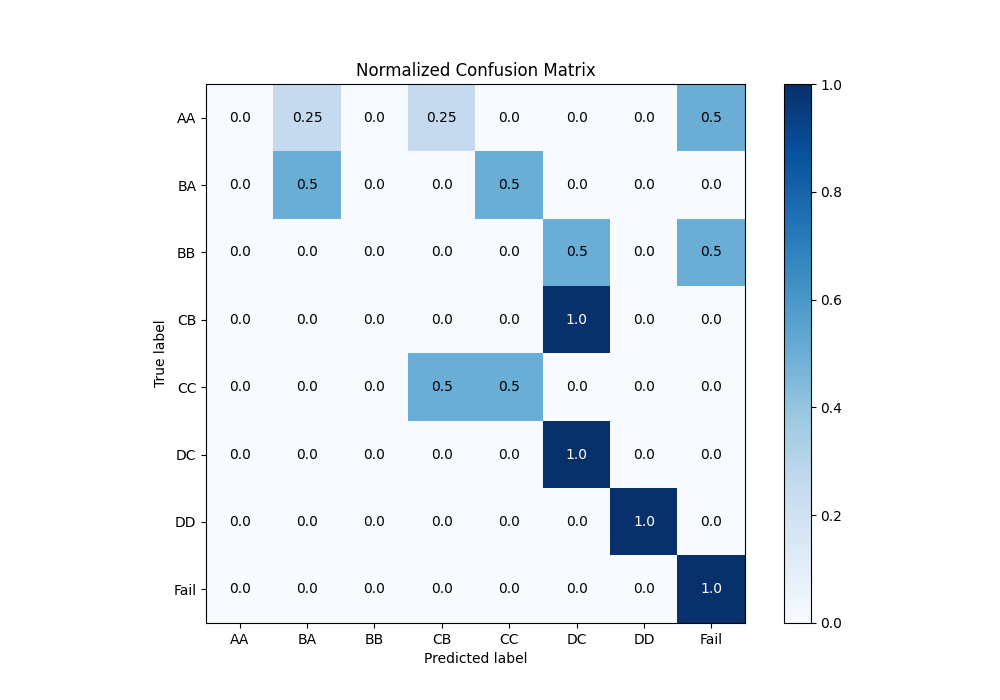 Normalized Confusion Matrix
AA 0.0 0.25 0.0 0.25 0.0 0.0 0.0 0.5
BA 0.0 0.5 0.0 0.0 0.5 0.0 0.0 0.0
BB 0.0 0.0 0.0 0.0 0.0 0.5 0.0 0.5
CB 0.0 0.0 0.0 0.0 0.0 1.0 0.0 0.0
CC 0.0 0.0 0.0 0.5 0.5 0.0 0.0 0.0
DC 0.0 0.0 0.0 0.0 0.0 1.0 0.0 0.0
DD 0.0 0.0 0.0 0.0 0.0 0.0 1.0 0.0
Fail 0.0 0.0 0.0 0.0 0.0 0.0 0.0 1.0
AA BA BB CB CC DC DD Fail
Predicted label
True label
1.0
0.8
0.6
0.4
0.2
0.0